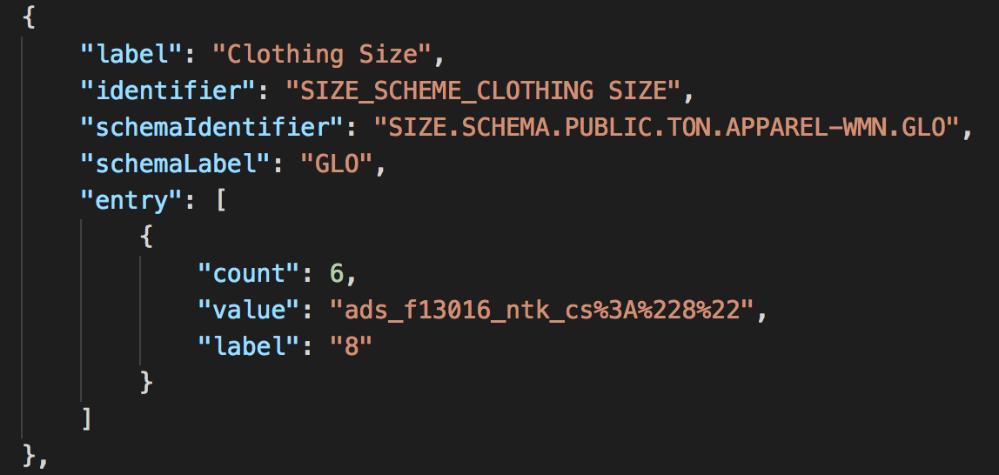 {
"label": "Clothing Size",
"identifier": "SIZE_SCHEME_CLOTHING SIZE",
"schemaIdentifier": "SIZE.SCHEMA.PUBLIC.TON.APPAREL-WMN.GLO",
"schemaLabel": "GLO",
"entry": [
{
"count": 6,
"value": "ads_f13016_ntk_cs%3A%228%22",
"label": "8"
}
]
},